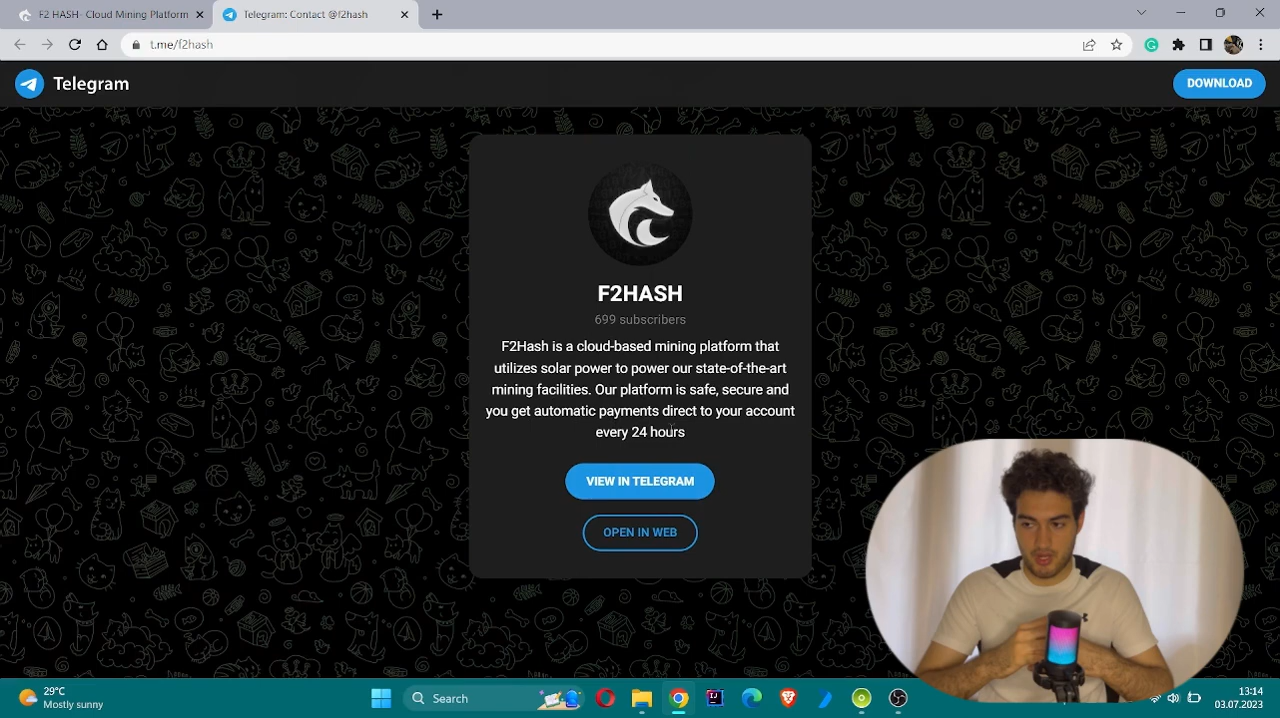 F2 HASH- Cloud Mining Platform
Telegram: Contact @f2hash
t.me/f2hash
Telegram
DOWNLOAD
F2HASH
699 subscribers
F2Hash is a cloud-based mining platform that
utilizes solar power to power our state-of-the-art
mining facilities. Our platform is safe, secure and
you get automatic payments direct to your account
every 24 hours
VIEW IN TELEGRAM
OPEN IN WEB
29°C
Mostly sunny
Search
13:14
03.07.2023